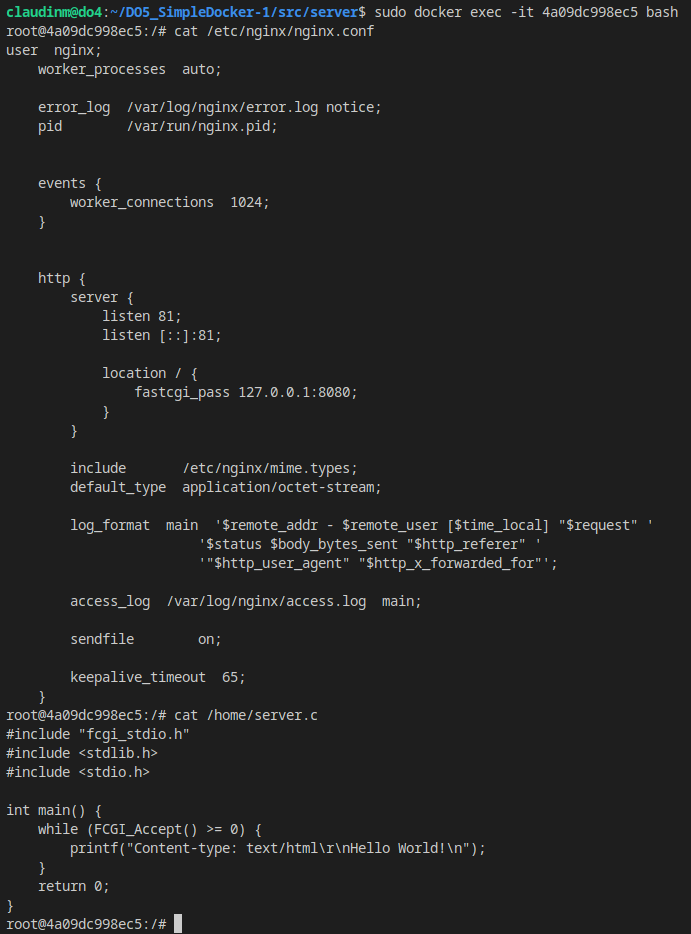 claudinm@do4:~/DO5_SimpleDocker-1/src/server$ sudo docker exec -it 4a09dc998ec5 bash
root@4a09dc998ec5:/# cat /etc/nginx/nginx.conf
user  nginx;
    worker_processes  auto;

    error_log  /var/log/nginx/error.log notice;
    pid        /var/run/nginx.pid;


    events {
        worker_connections  1024;
    }


    http {
        server {
            listen 81;
            listen [::]:81;

            location / {
                fastcgi_pass 127.0.0.1:8080;
            }
        }

        include       /etc/nginx/mime.types;
        default_type  application/octet-stream;

        log_format  main  '$remote_addr - $remote_user [$time_local] "$request" '
                        '$status $body_bytes_sent "$http_referer" '
                        '"$http_user_agent" "$http_x_forwarded_for"';

        access_log  /var/log/nginx/access.log  main;

        sendfile        on;

        keepalive_timeout  65;
    }
root@4a09dc998ec5:/# cat /home/server.c
#include "fcgi_stdio.h"
#include <stdlib.h>
#include <stdio.h>

int main() {
    while (FCGI_Accept() >= 0) {
        printf("Content-type: text/html\r\nHello World!\n");
    }
    return 0;
}
root@4a09dc998ec5:/#